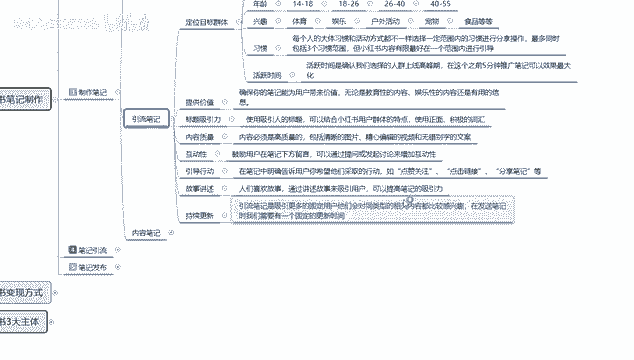 年龄 14-18 18-26 26-40 40-55
定位目标群体
兴趣 体育 娱乐 户外活动 宠物 食品等等
习惯 每个人的大体习惯和活动方式都不一样选择一定范围内的习惯进行分享操作，最多同时
包括3个习惯范围，但小红书内容有限最好在一个范围内进行引导
活跃时间 活跃时间是确认我们选择的人群上线高峰期，在这个之前5分钟推广笔记可以效果最大
化
1 制作笔记
书笔记制作
引流笔记
提供价值 确保你的笔记能为用户带来价值，无论是教育性的内容、娱乐性的内容还是有用的信
息。
标题吸引力 使用吸引人的标题，可以结合小红书用户群体的特点，使用正面、积极的词汇
内容质量 内容必须是高质量的，包括清晰的图片、精心编辑的视频和无错别字的文案
互动性 鼓励用户在笔记下方留言，可以通过提问或发起讨论来增加互动性
引导行动 在笔记中明确告诉用户你希望他们采取的行动，如“点赞关注”、“点击链接”、“分享笔记”等
故事讲述 人们喜欢故事，通过讲述故事来吸引用户，可以提高笔记的吸引力
持续更新 引流笔记是吸引更多的固定用户他们会对同类型的相关内容都比较感兴趣，在发送笔记
时我们需要有一个固定的更新时间
内容笔记
笔记引流
笔记发布
书变现方式
书3大主体